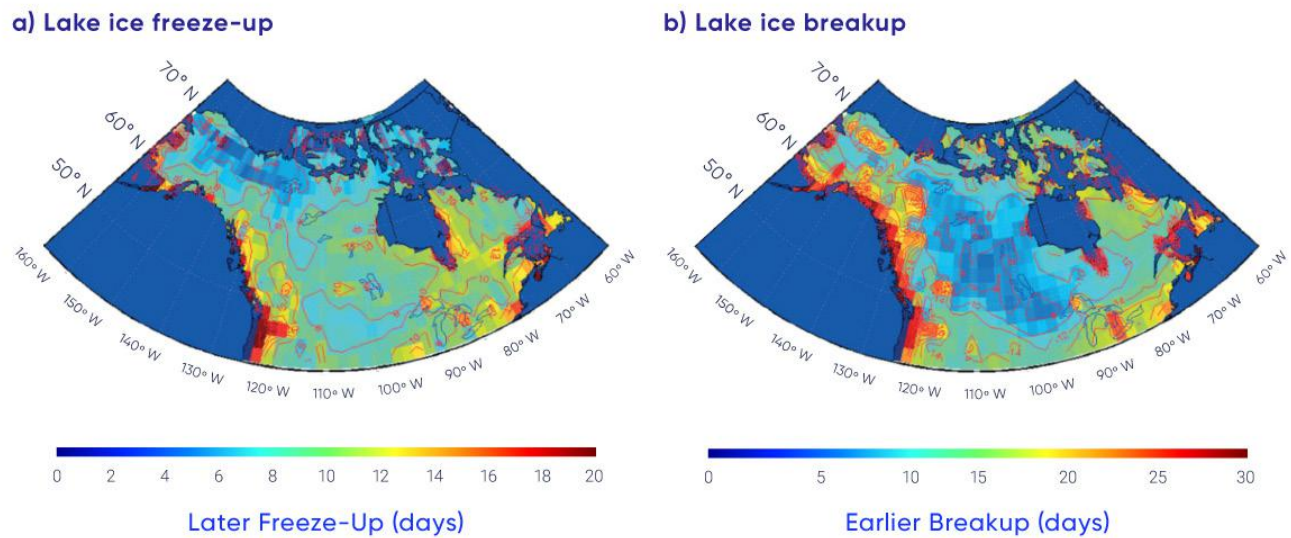 a) Lake ice freeze-up
70° N
60° N
50° N
160° W
150° W
140° W
130° W
120° W
110° W
100° W
90° W
80° W
70° W
60° W
0 2 4 6 8 10 12 14 16 18 20
Later Freeze-Up (days)
b) Lake ice breakup
70° N
60° N
50° N
160° W
150° W
140° W
130° W
120° W
110° W
100° W
90° W
80° W
70° W
60° W
0 5 10 15 20 25 30
Earlier Breakup (days)